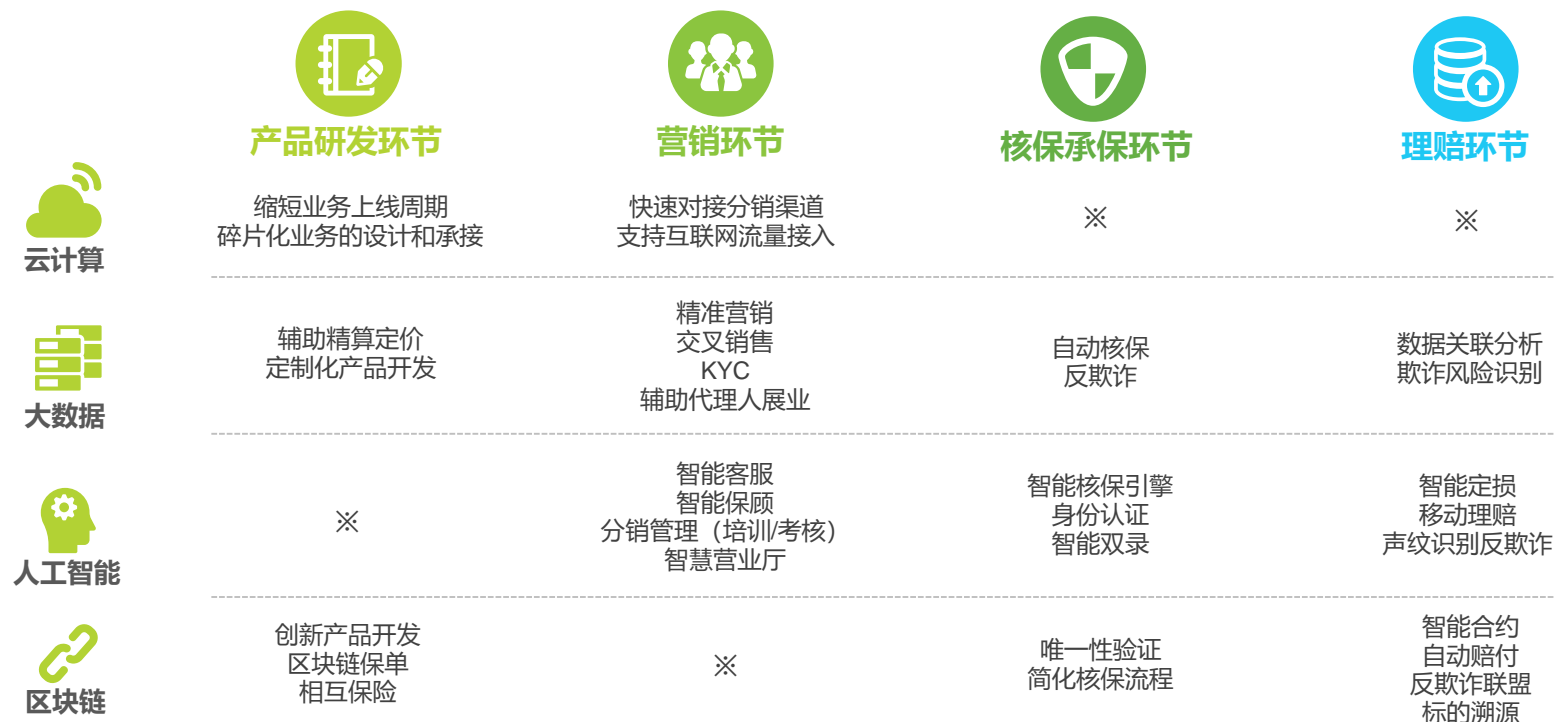 产品研发环节
营销环节
核保承保环节
理赔环节
云计算
缩短业务上线周期
碎片化业务的设计和承接
快速对接分销渠道
支持互联网流量接入
※
※
大数据
辅助精算定价
定制化产品开发
精准营销
交叉销售
KYC
辅助代理人展业
自动核保
反欺诈
数据关联分析
欺诈风险识别
人工智能
※
智能客服
智能保顾
分销管理（培训/考核）
智慧营业厅
智能核保引擎
身份认证
智能双录
智能定损
移动理赔
声纹识别反欺诈
区块链
创新产品开发
区块链保单
相互保险
※
唯一性验证
简化核保流程
智能合约
自动赔付
反欺诈联盟
标的溯源